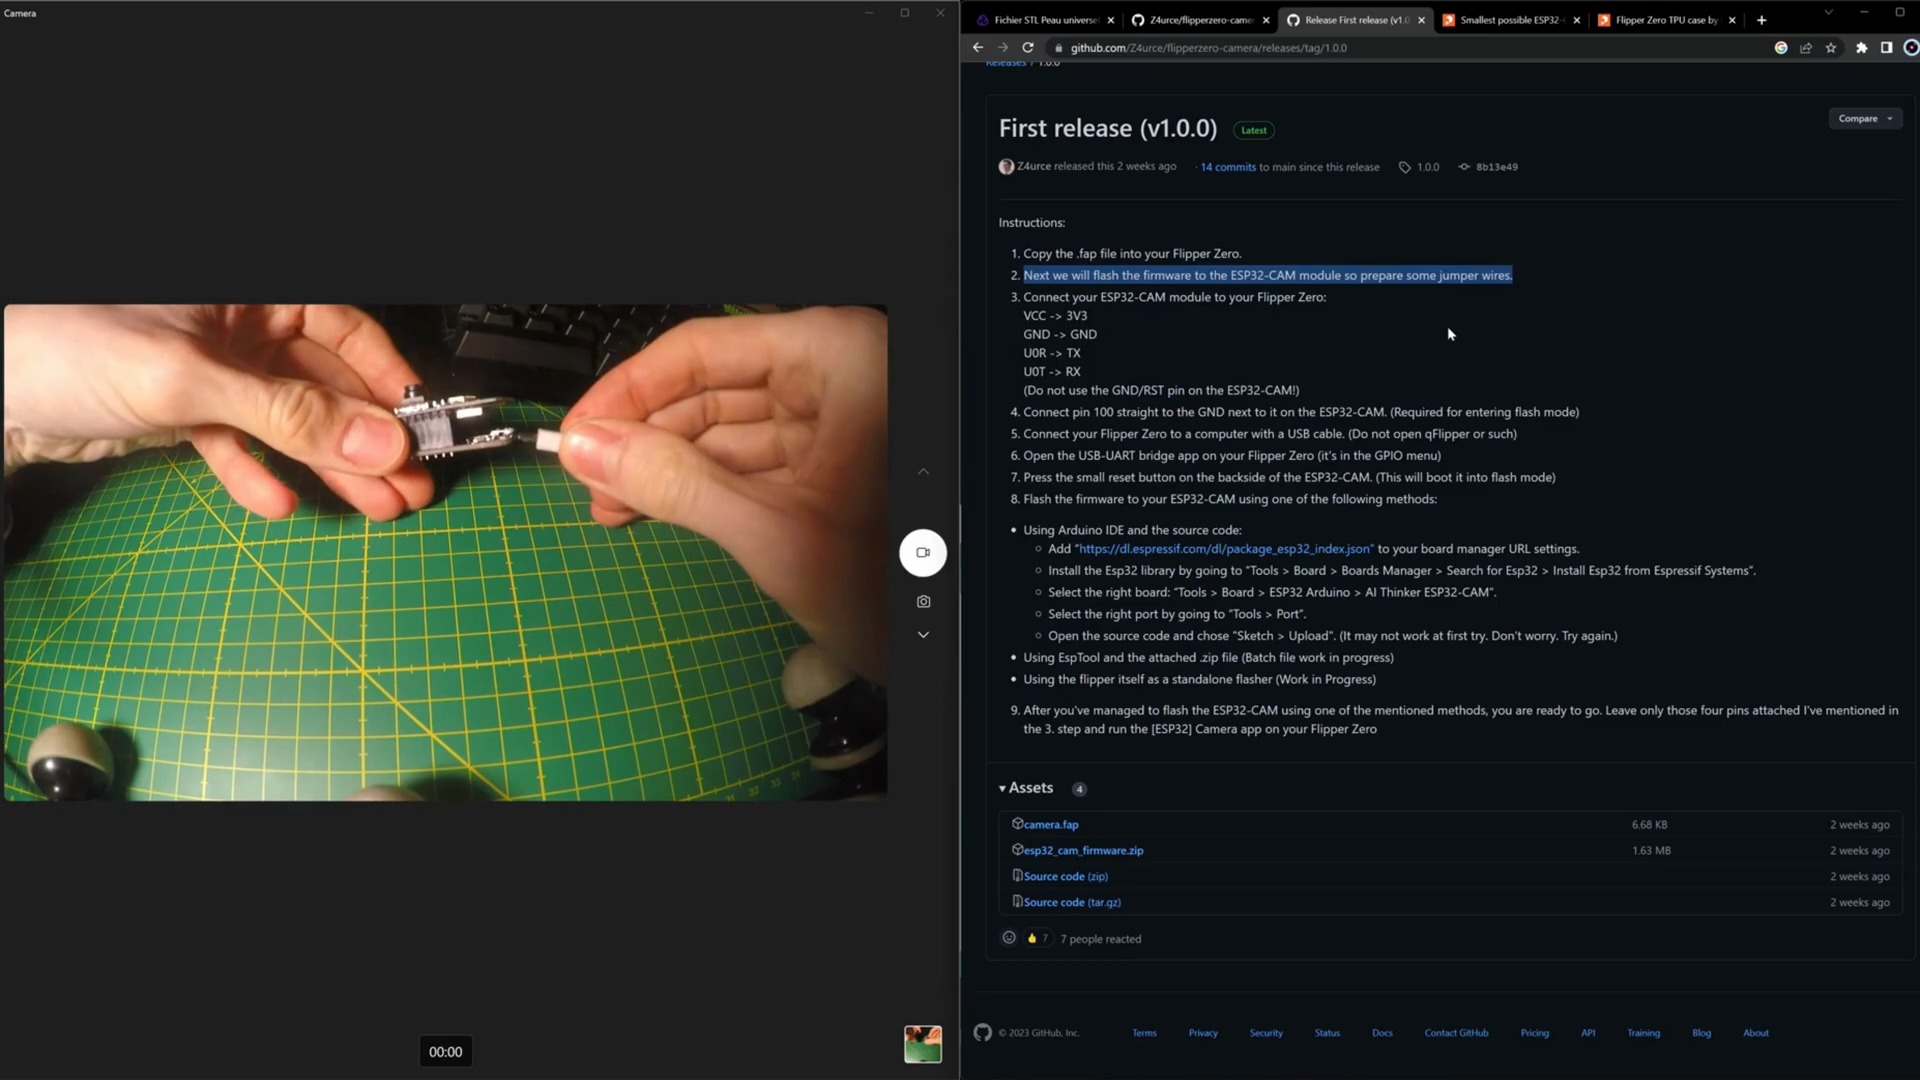 Camera
Fichier STL Peau universe
Z4urce/flipperzero-came
Release First release (v1.0
Smallest possible ESP32-
Flipper Zero TPU case by
github.com/Z4urce/flipperzero-camera/releases/tag/1.0.0
Releases / 1.0.0
First release (v1.0.0)
Latest
Compare
Z4urce released this 2 weeks ago
· 14 commits to main since this release
1.0.0
8b13e49
Instructions:
1. Copy the .fap file into your Flipper Zero.
2. Next we will flash the firmware to the ESP32-CAM module so prepare some jumper wires.
3. Connect your ESP32-CAM module to your Flipper Zero:
VCC -> 3V3
GND -> GND
U0R -> TX
U0T -> RX
(Do not use the GND/RST pin on the ESP32-CAM!)
4. Connect pin 100 straight to the GND next to it on the ESP32-CAM. (Required for entering flash mode)
5. Connect your Flipper Zero to a computer with a USB cable. (Do not open qFlipper or such)
6. Open the USB-UART bridge app on your Flipper Zero (it's in the GPIO menu)
7. Press the small reset button on the backside of the ESP32-CAM. (This will boot it into flash mode)
8. Flash the firmware to your ESP32-CAM using one of the following methods:
• Using Arduino IDE and the source code:
○ Add "https://dl.espressif.com/dl/package_esp32_index.json" to your board manager URL settings.
○ Install the Esp32 library by going to "Tools > Board > Boards Manager > Search for Esp32 > Install Esp32 from Espressif Systems".
○ Select the right board: "Tools > Board > ESP32 Arduino > AI Thinker ESP32-CAM".
○ Select the right port by going to "Tools > Port".
○ Open the source code and chose "Sketch > Upload". (It may not work at first try. Don't worry. Try again.)
• Using EspTool and the attached .zip file (Batch file work in progress)
• Using the flipper itself as a standalone flasher (Work in Progress)
9. After you've managed to flash the ESP32-CAM using one of the mentioned methods, you are ready to go. Leave only those four pins attached I've mentioned in
the 3. step and run the [ESP32] Camera app on your Flipper Zero
Assets 4
camera.fap 6.68 KB 2 weeks ago
esp32_cam_firmware.zip 1.63 MB 2 weeks ago
Source code (zip) 2 weeks ago
Source code (tar.gz) 2 weeks ago
7 7 people reacted
© 2023 GitHub, Inc. Terms Privacy Security Status Docs Contact GitHub Pricing API Training Blog About
00:00